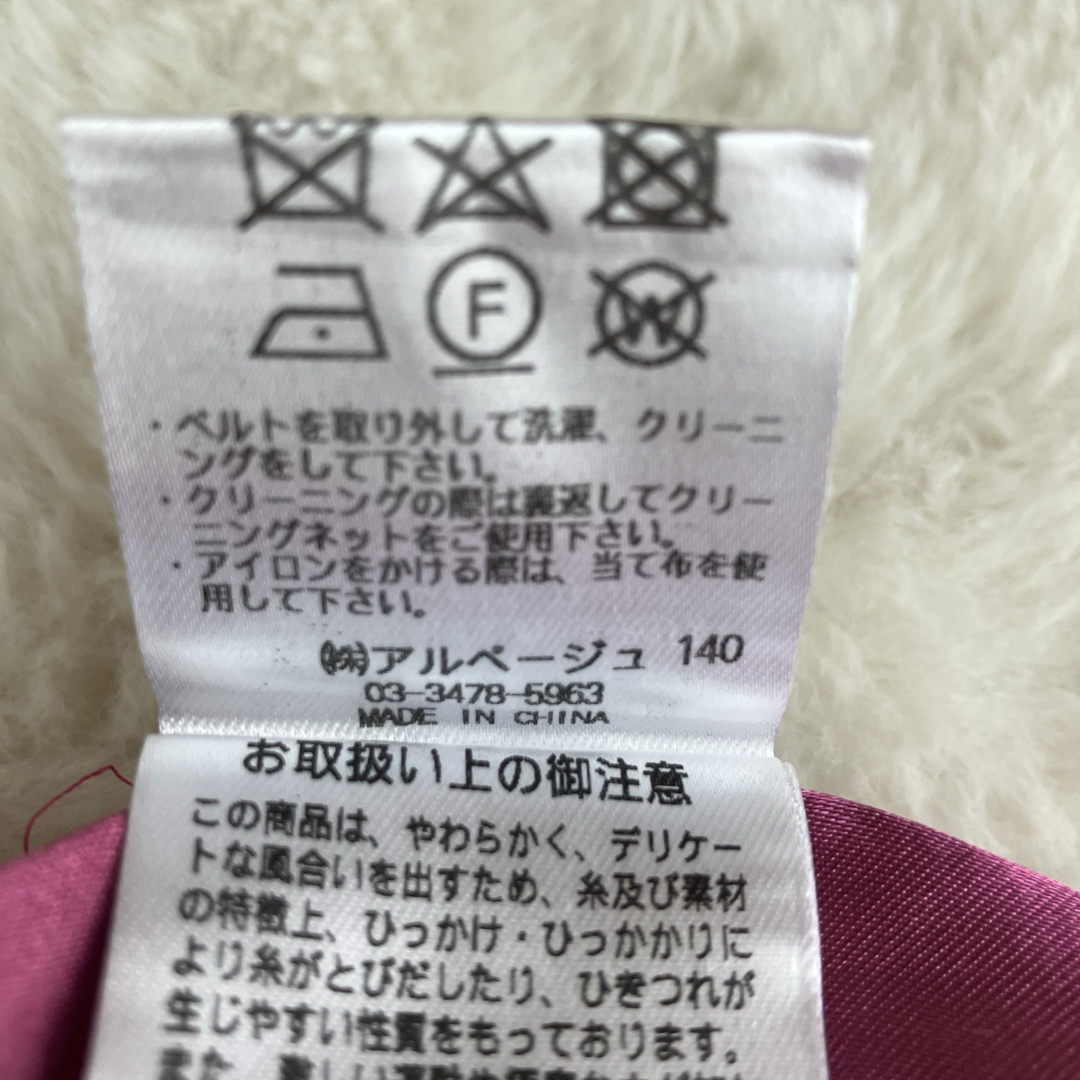 F
W
・ベルトを取り外して洗濯、クリーニ
ングをして下さい。
・クリーニングの際は裏返してクリー
ニングネットをご使用下さい。
・アイロンをかける際は、当て布を使
用して下さい。
㈱アルページュ 140
03-3478-5963
MADE IN CHINA
お取扱い上の御注意
この商品は、やわらかく、デリケー
トな風合いを出すため、糸及び素材
の特徴上、ひっかけ・ひっかかりに
より糸がとびだしたり、ひきつれが
生じやすい性質をもっております。
また、激しい運動や